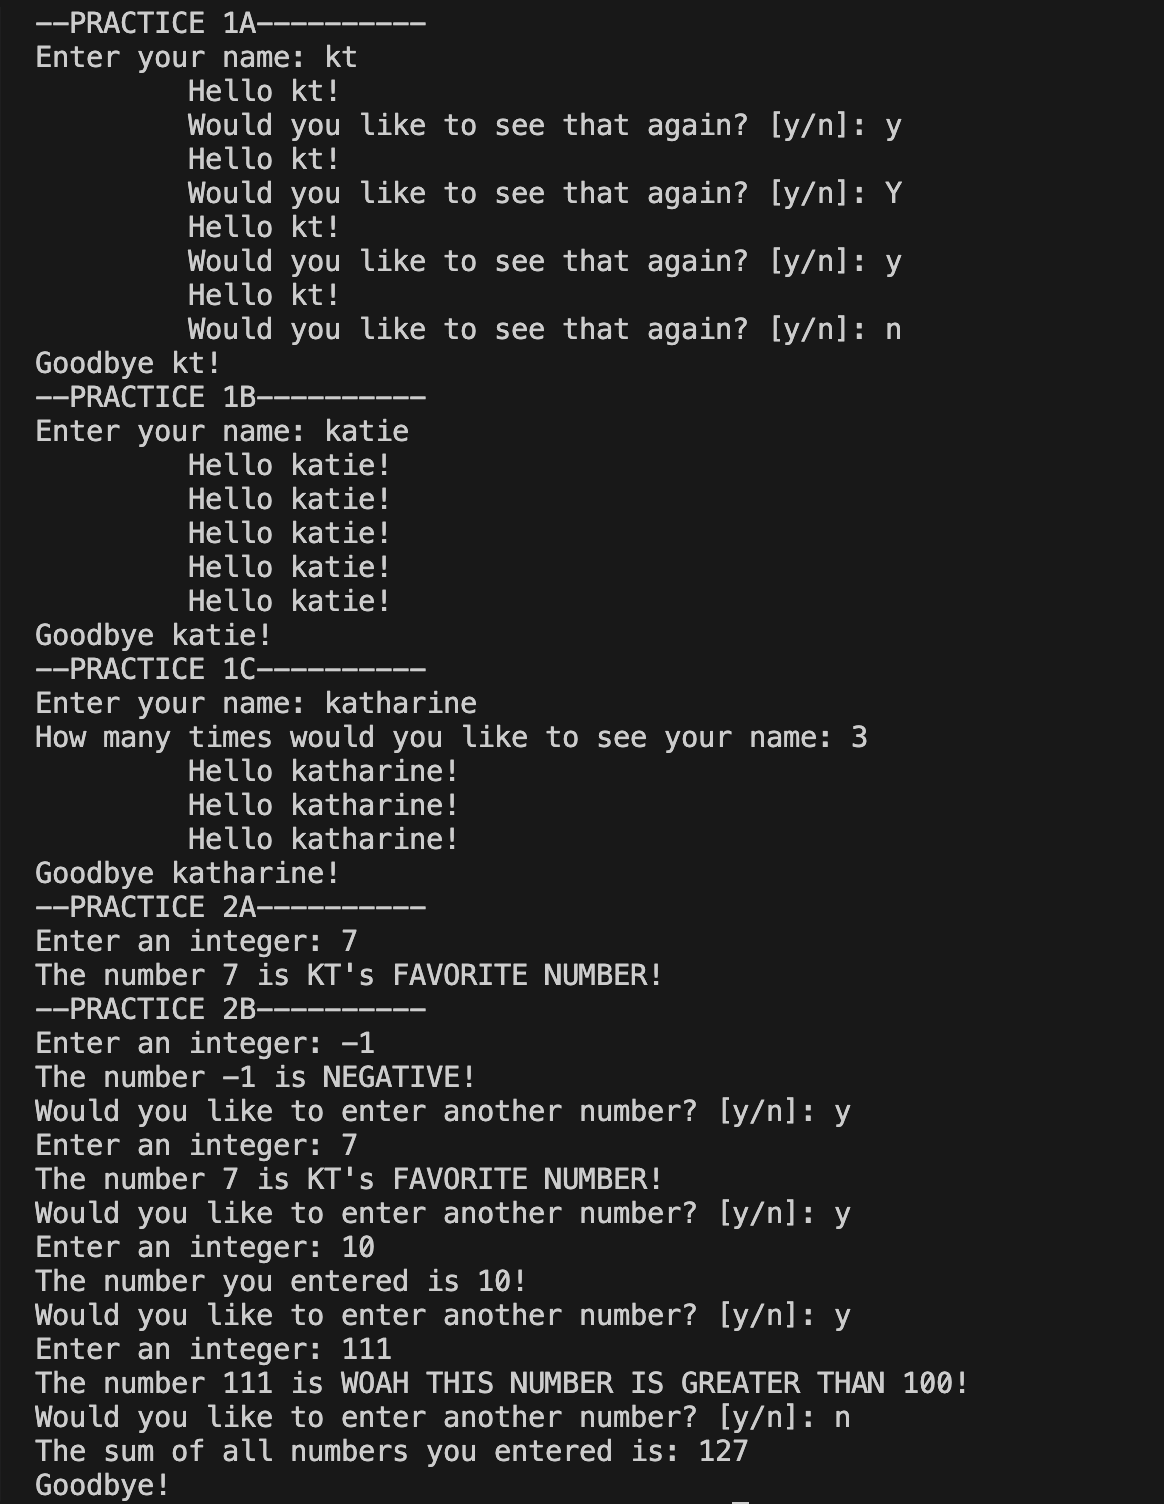 --PRACTICE 1A----------
Enter your name: kt
Hello kt!
Would you like to see that again? [y/n]: y
Hello kt!
Would you like to see that again? [y/n]: Y
Hello kt!
Would you like to see that again? [y/n]: y
Hello kt!
Would you like to see that again? [y/n]: n
Goodbye kt!
--PRACTICE 1B----------
Enter your name: katie
Hello katie!
Hello katie!
Hello katie!
Hello katie!
Hello katie!
Goodbye katie!
--PRACTICE 1C----------
Enter your name: katharine
How many times would you like to see your name: 3
Hello katharine!
Hello katharine!
Hello katharine!
Goodbye katharine!
--PRACTICE 2A----------
Enter an integer: 7
The number 7 is KT's FAVORITE NUMBER!
--PRACTICE 2B----------
Enter an integer: -1
The number -1 is NEGATIVE!
Would you like to enter another number? [y/n]: y
Enter an integer: 7
The number 7 is KT's FAVORITE NUMBER!
Would you like to enter another number? [y/n]: y
Enter an integer: 10
The number you entered is 10!
Would you like to enter another number? [y/n]: y
Enter an integer: 111
The number 111 is WOAH THIS NUMBER IS GREATER THAN 100!
Would you like to enter another number? [y/n]: n
The sum of all numbers you entered is: 127
Goodbye!